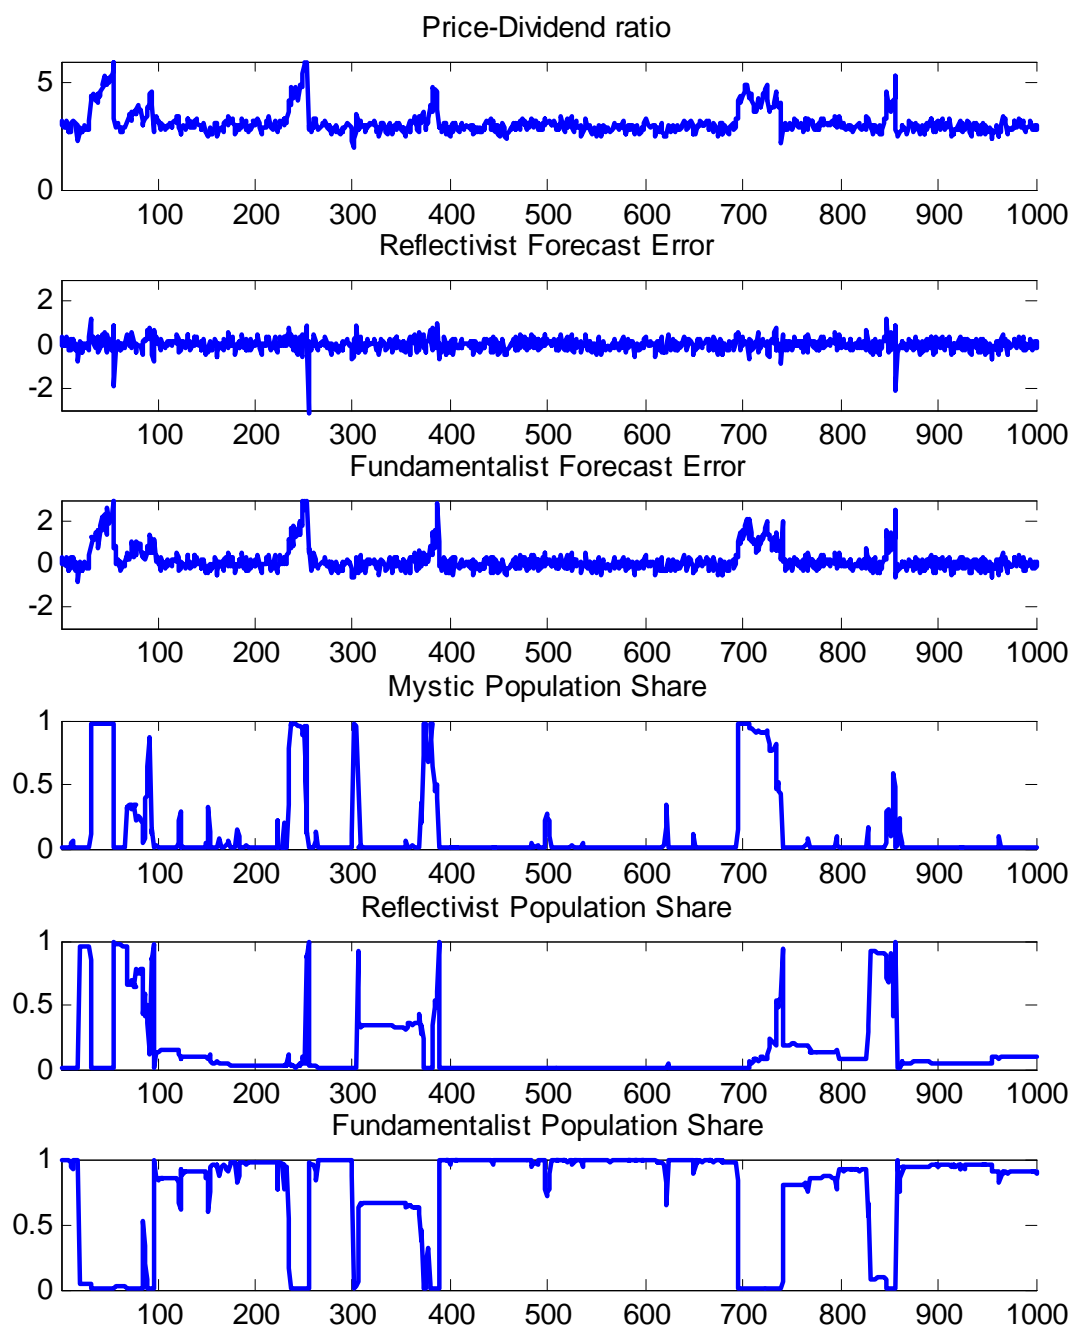 Price-Dividend ratio
5
0
100 200 300 400 500 600 700 800 900 1000
Reflectivist Forecast Error
2
0
-2
100 200 300 400 500 600 700 800 900 1000
Fundamentalist Forecast Error
2
0
-2
100 200 300 400 500 600 700 800 900 1000
Mystic Population Share
1
0.5
0
100 200 300 400 500 600 700 800 900 1000
Reflectivist Population Share
1
0.5
0
100 200 300 400 500 600 700 800 900 1000
Fundamentalist Population Share
1
0.5
0
100 200 300 400 500 600 700 800 900 1000